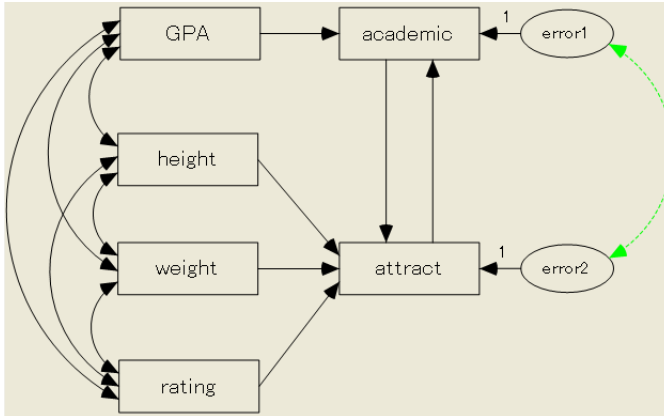 GPA
academic
1
error1
height
weight
attract
1
error2
rating